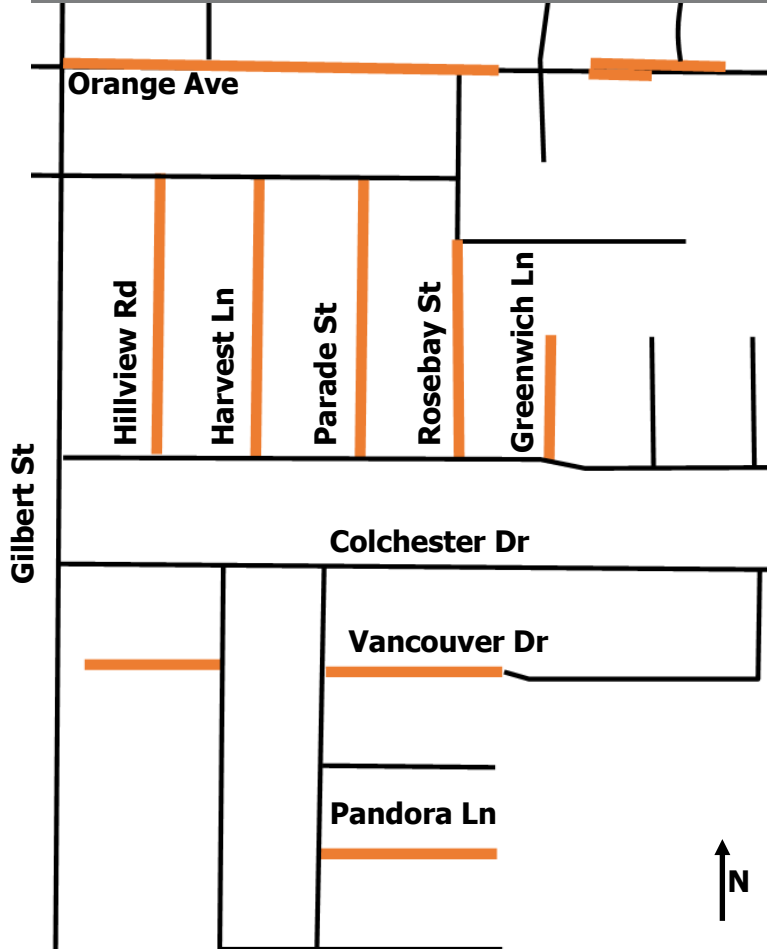 Orange Ave
Hillview Rd
Harvest Ln
Parade St
Rosebay St
Greenwich Ln
Gilbert St
Colchester Dr
Vancouver Dr
Pandora Ln
N